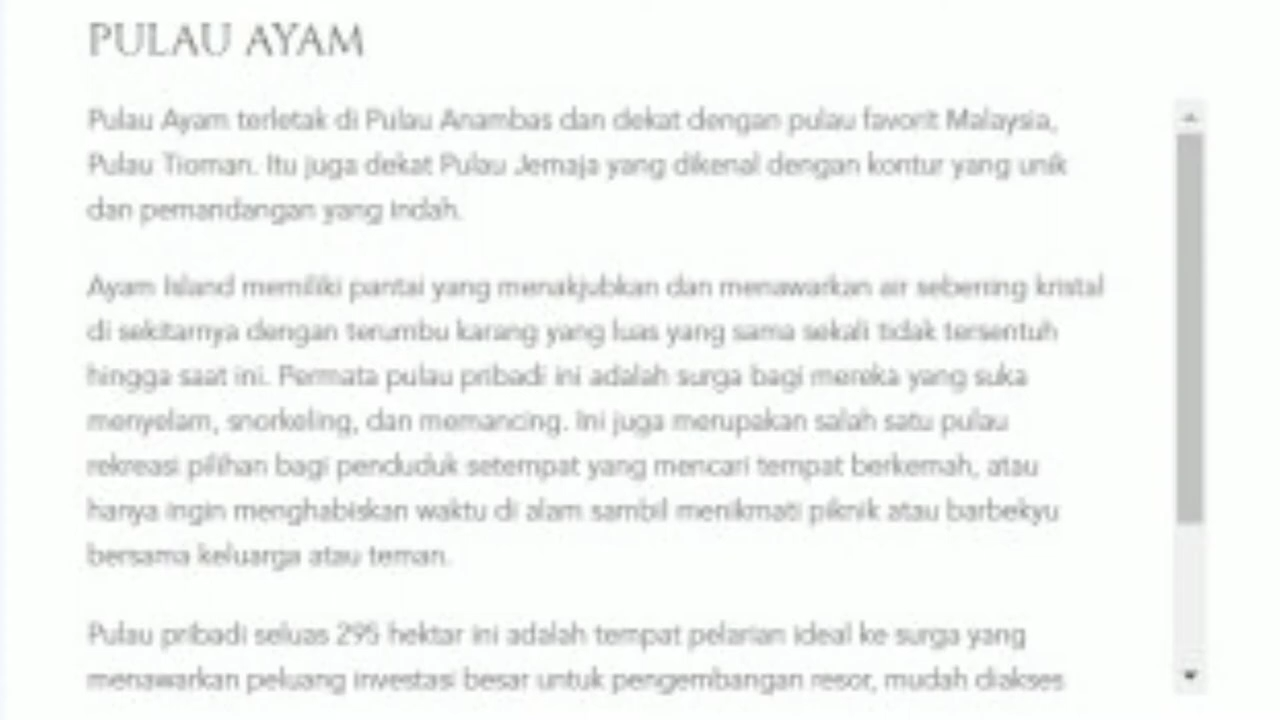 PULAU AYAM
Pulau Ayam terletak di Pulau Anambas dan dekat dengan pulau favorit Malaysia,
Pulau Tioman. Itu juga dekat Pulau Jemaja yang dikenal dengan kontur yang unik
dan pemandangan yang indah.
Ayam Island memiliki pantai yang menakjubkan dan menawarkan air sebening kristal
di sekitarnya dengan terumbu karang yang luas yang sama sekali tidak tersentuh
hingga saat ini. Permata pulau pribadi ini adalah surga bagi mereka yang suka
menyelam, snorkeling, dan memancing. Ini juga merupakan salah satu pulau
rekreasi pilihan bagi penduduk setempat yang mencari tempat berkemah, atau
hanya ingin menghabiskan waktu di alam sambil menikmati piknik atau barbekyu
bersama keluarga atau teman.
Pulau pribadi seluas 295 hektar ini adalah tempat pelarian ideal ke surga yang
menawarkan peluang investasi besar untuk pengembangan resor, mudah diakses